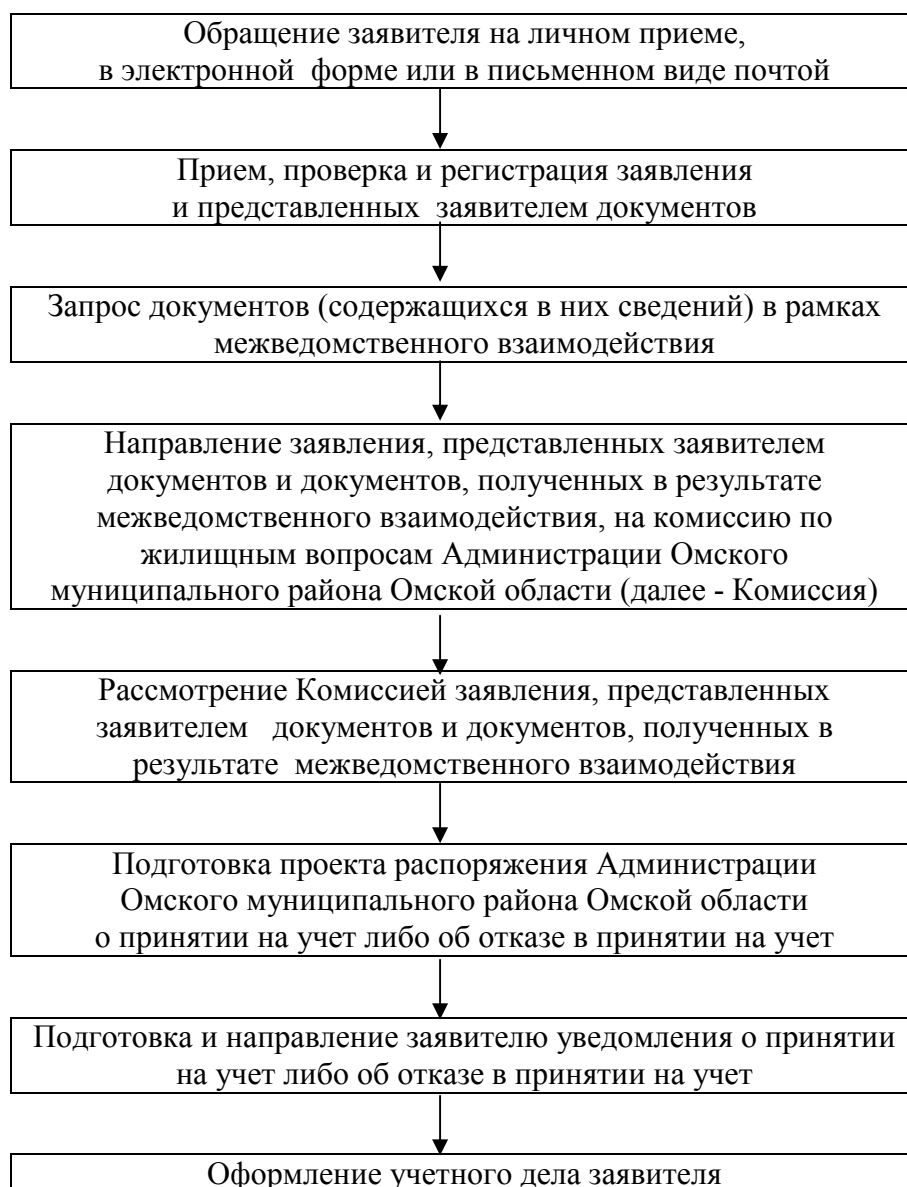 Обращение заявителя на личном приеме,
в электронной форме или в письменном виде почтой
Прием, проверка и регистрация заявления
и представленных заявителем документов
Запрос документов (содержащихся в них сведений) в рамках
межведомственного взаимодействия
Направление заявления, представленных заявителем
документов и документов, полученных в результате
межведомственного взаимодействия, на комиссию по
жилищным вопросам Администрации Омского
муниципального района Омской области (далее - Комиссия)
Рассмотрение Комиссией заявления, представленных
заявителем документов и документов, полученных в
результате межведомственного взаимодействия
Подготовка проекта распоряжения Администрации
Омского муниципального района Омской области
о принятии на учет либо об отказе в принятии на учет
Подготовка и направление заявителю уведомления о принятии
на учет либо об отказе в принятии на учет
Оформление учетного дела заявителя